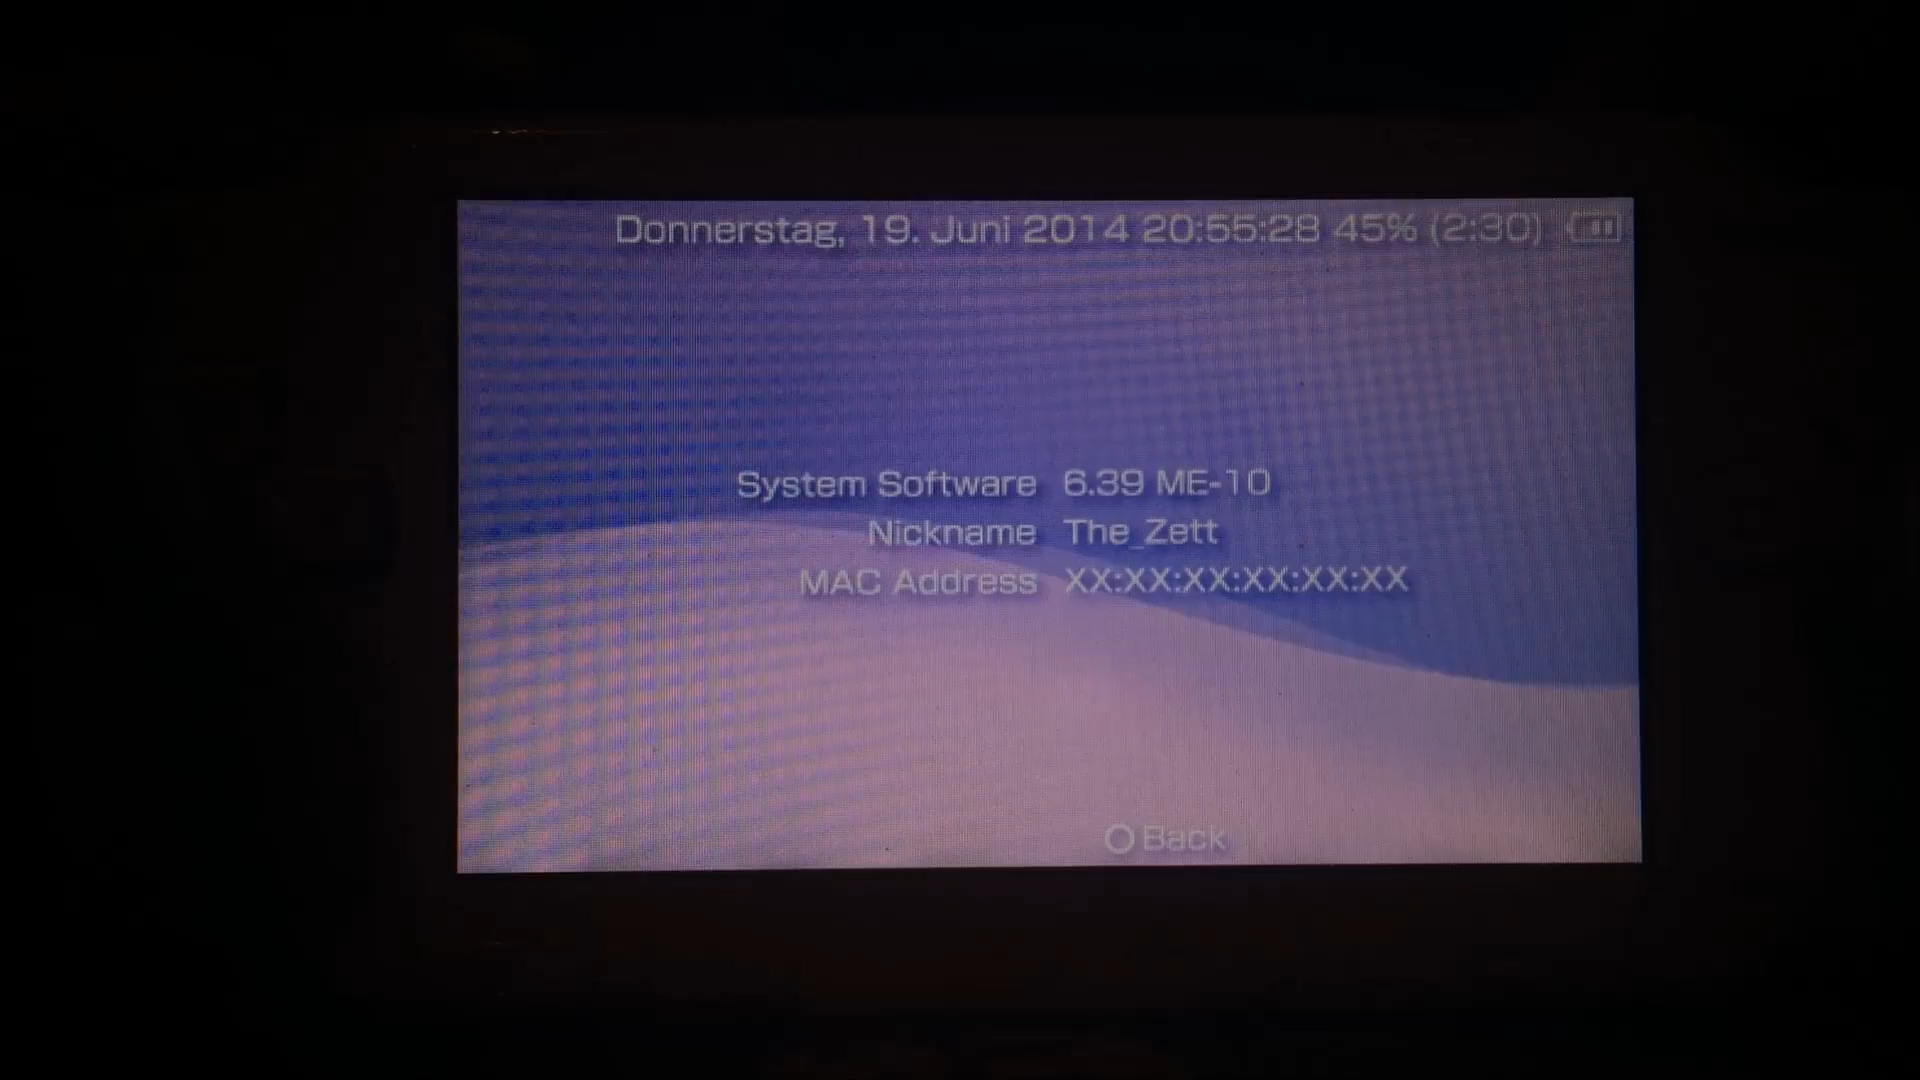 Donnerstag, 19. Juni 2014 20:55:28 45% (2:30)
System Software 6.39 ME-10
Nickname The_Zett
MAC Address XX:XX:XX:XX:XX:XX
Back